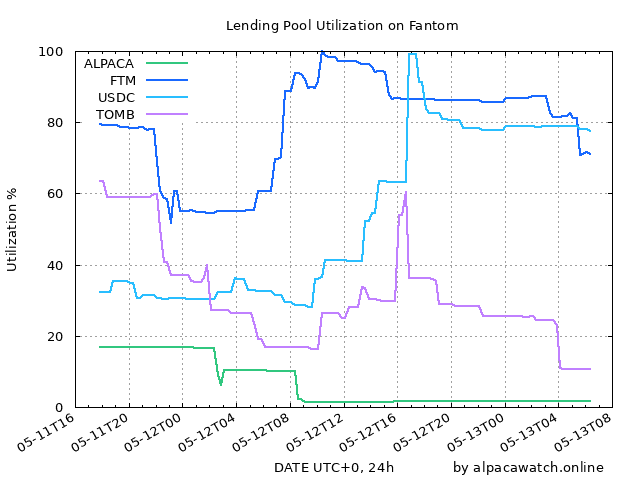 Lending Pool Utilization on Fantom
100
80
60
40
20
0
Utilization %
ALPACA
FTM
USDC
TOMB
05-11T16
05-11T20
05-12T00
05-12T04
05-12T08
05-12T12
05-12T16
05-12T20
05-13T00
05-13T04
05-13T08
DATE UTC+0, 24h
by alpacawatch.online